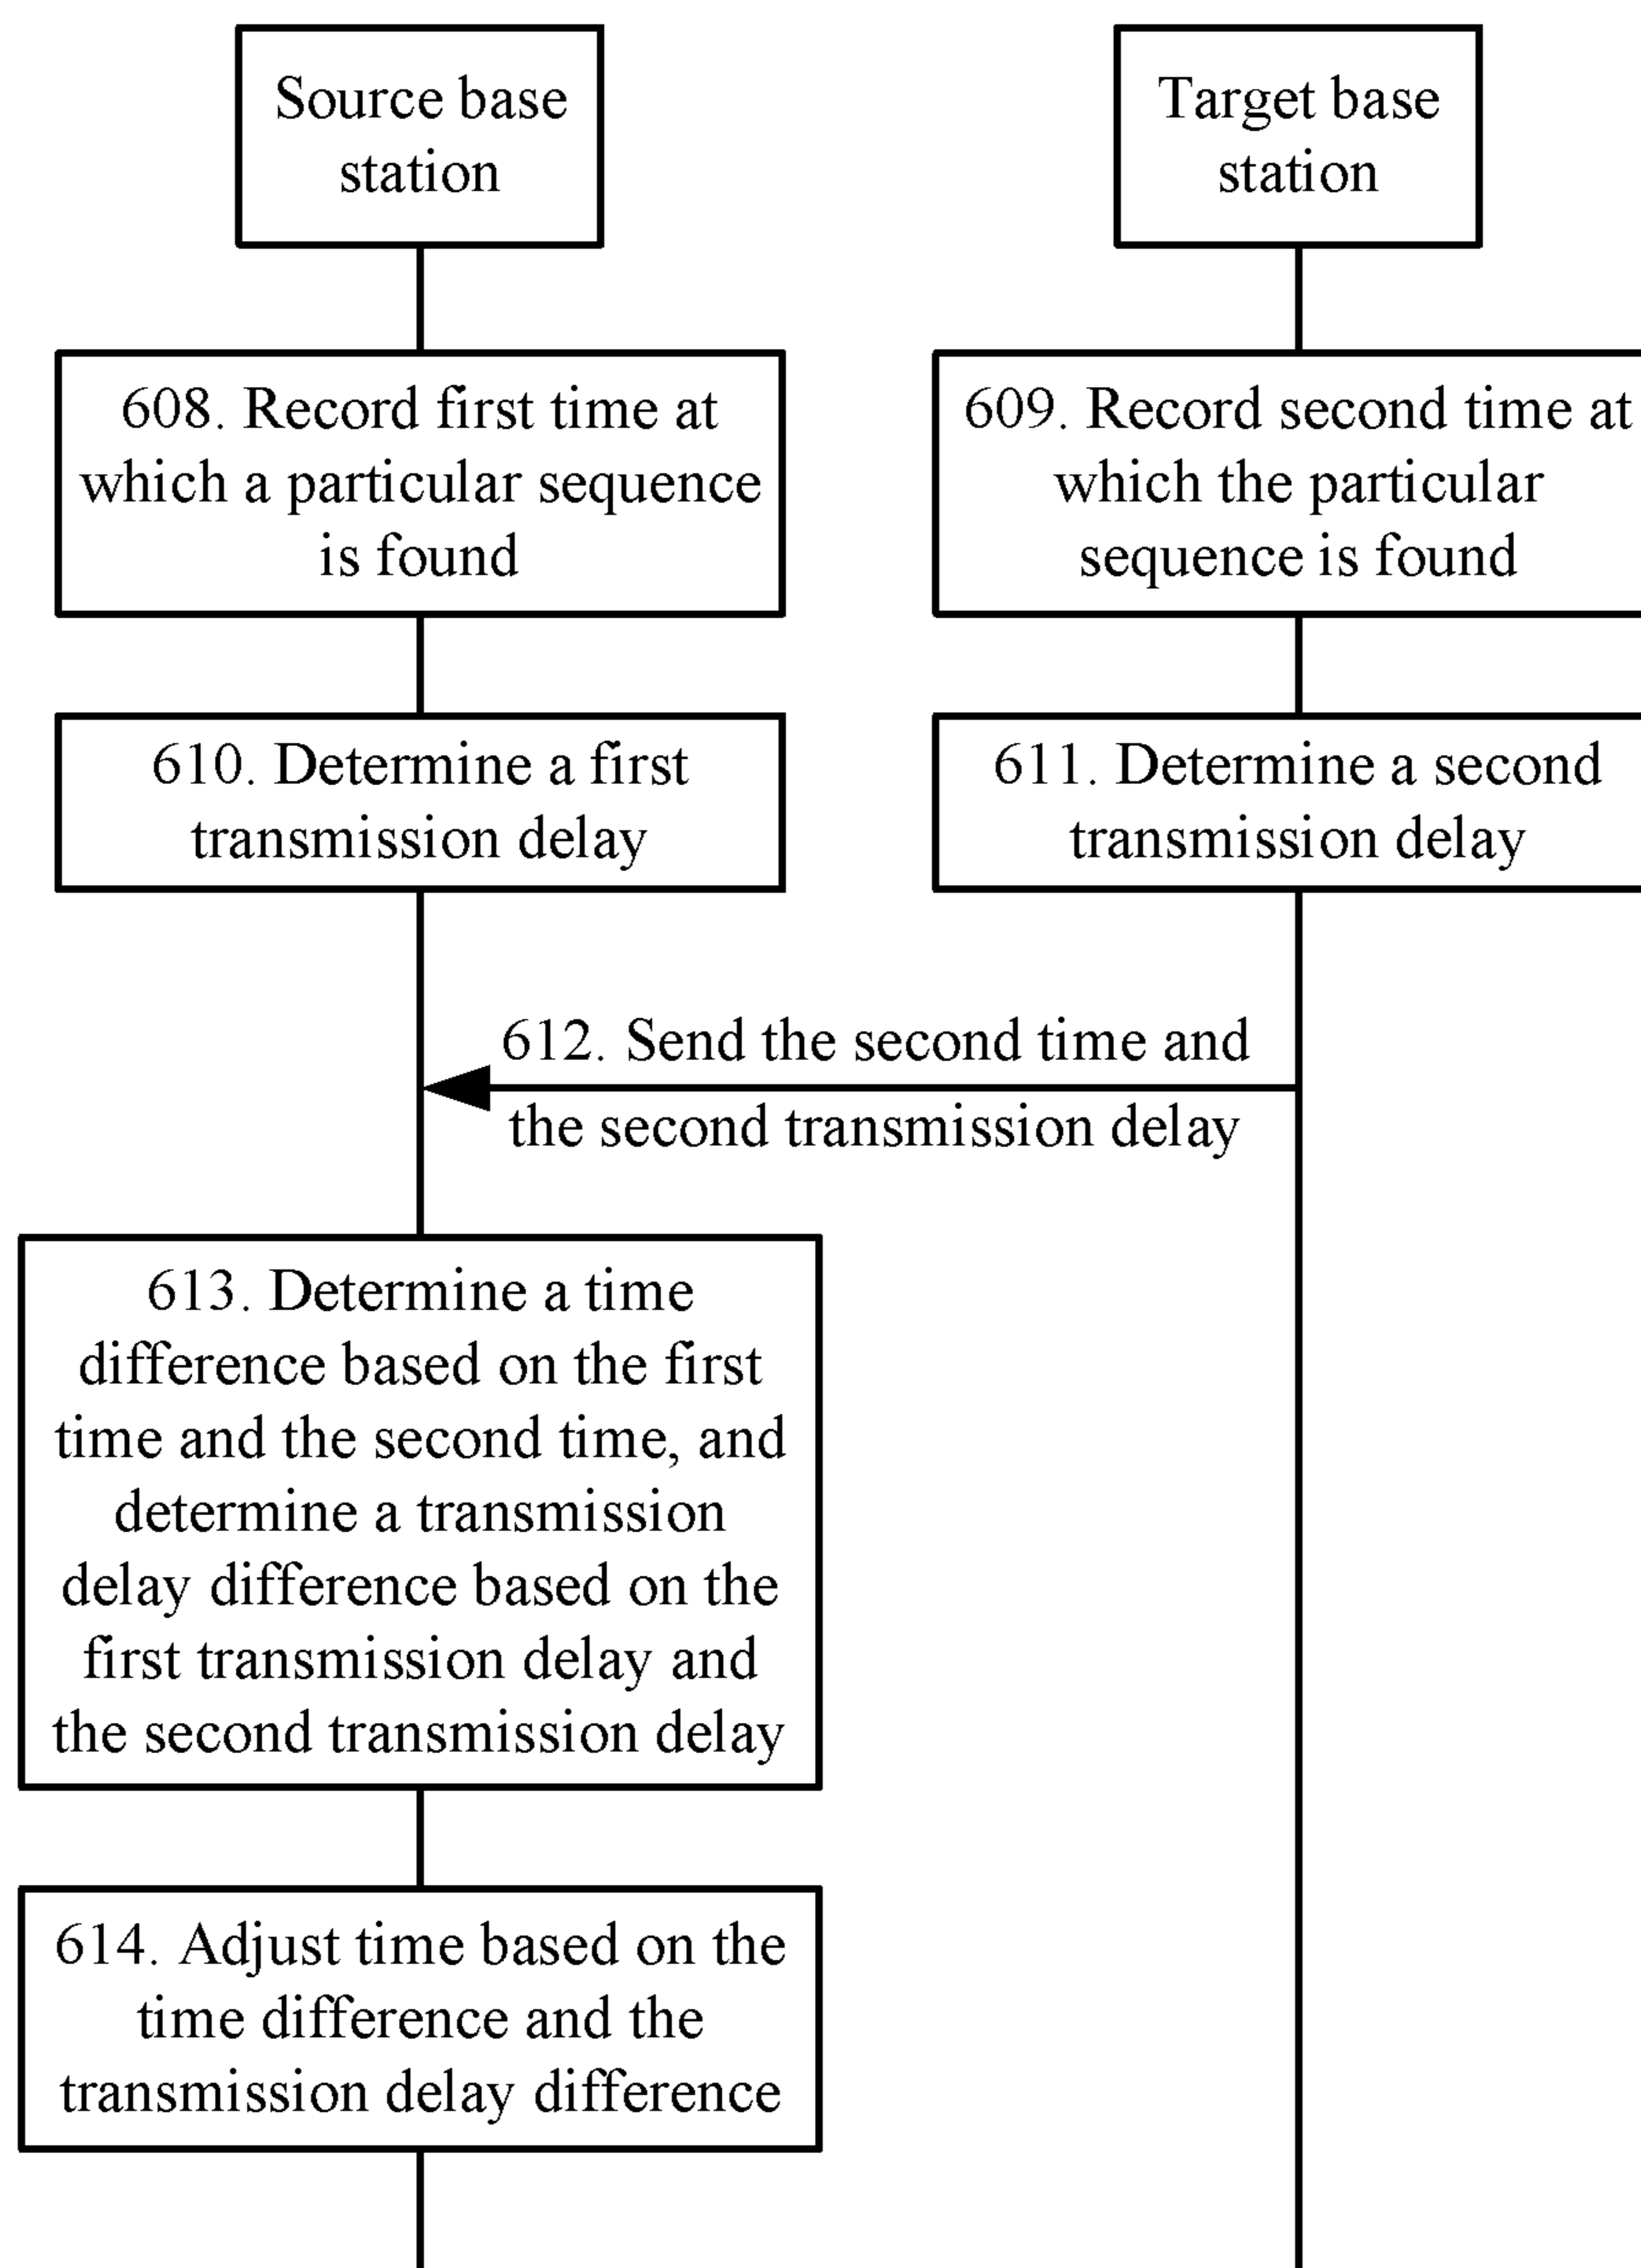 Source base
station
Target base
station
608. Record first time at
which a particular sequence
is found
609. Record second time at
which the particular
sequence is found
610. Determine a first
transmission delay
611. Determine a second
transmission delay
612. Send the second time and
the second transmission delay
613. Determine a time
difference based on the first
time and the second time, and
determine a transmission
delay difference based on the
first transmission delay and
the second transmission delay
614. Adjust time based on the
time difference and the
transmission delay difference